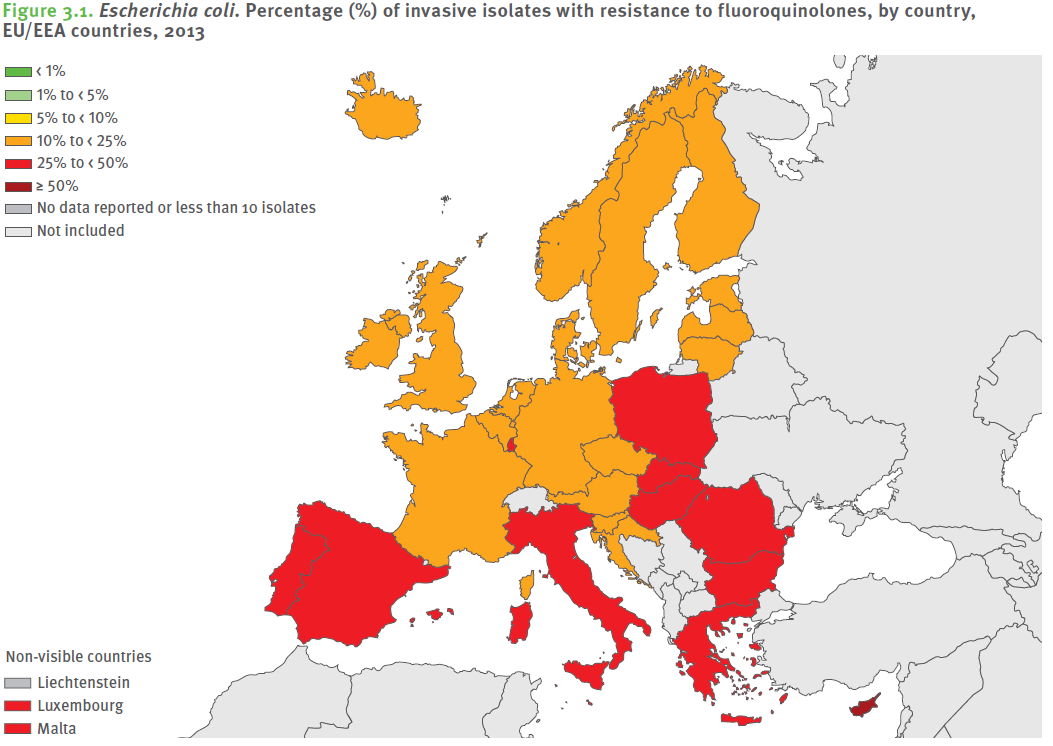 Figure 3.1. Escherichia coli. Percentage (%) of invasive isolates with resistance to fluoroquinolones, by country,
EU/EEA countries, 2013
< 1%
1% to < 5%
5% to < 10%
10% to < 25%
25% to < 50%
≥ 50%
No data reported or less than 10 isolates
Not included
Non-visible countries
Liechtenstein
Luxembourg
Malta